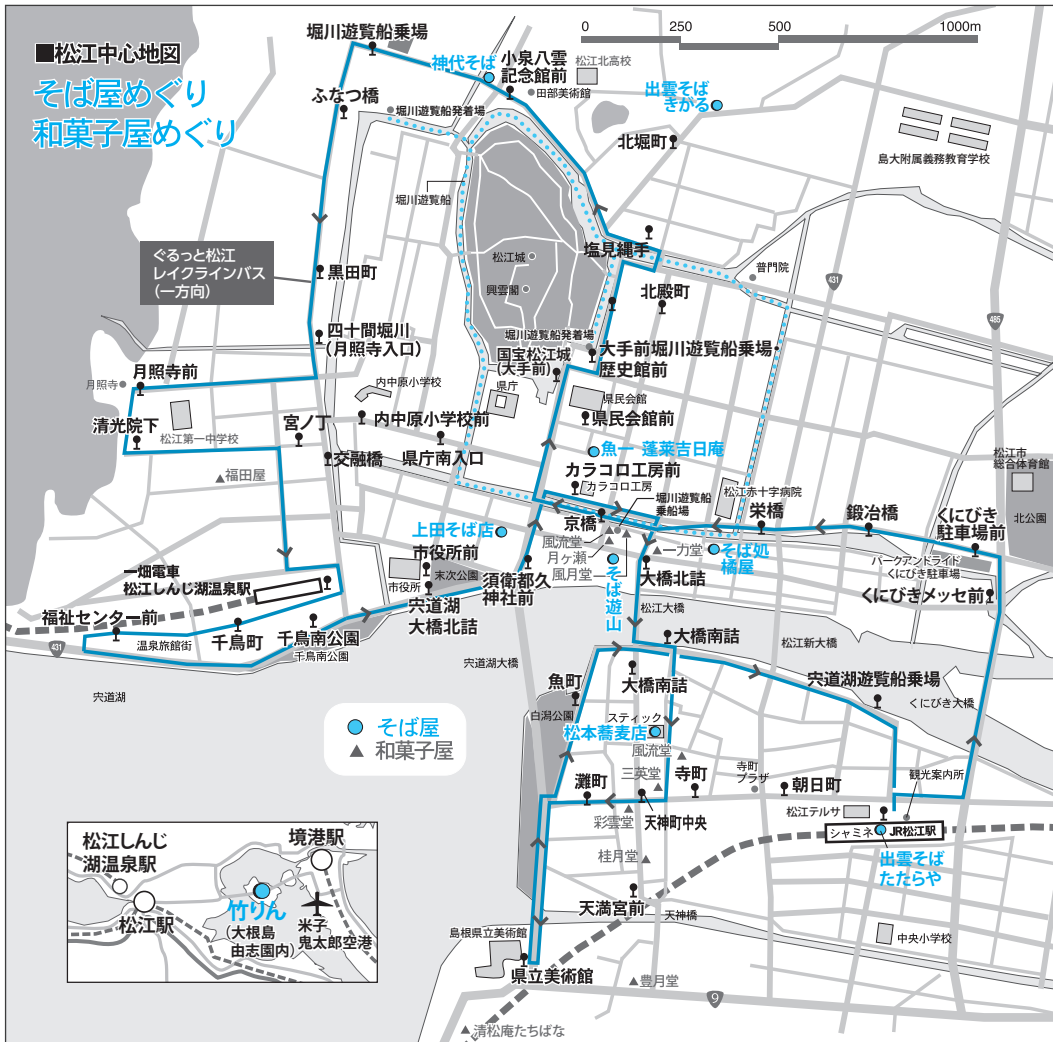 ■松江中心地図
そば屋めぐり
和菓子屋めぐり
0
250
500
1000m
堀川遊覧船乗場
神代そば
小泉八雲
記念館前
松江北高校
田部美術館
出雲そば
きがる
ふなつ橋
堀川遊覧船発着場
北堀町
島大附属義務教育学校
堀川遊覧船
塩見縄手
ぐるっと松江
レイクラインバス
(一方向)
松江城
興雲閣
普門院
431
485
黒田町
北殿町
四十間堀川
(月照寺入口)
堀川遊覧船発着場
大手前堀川遊覧船乗場・
歴史館前
国宝松江城
(大手前)
月照寺
月照寺前
内中原小学校
県庁
県民会館
県民会館前
清光院下
松江第一中学校
宮ノ丁
内中原小学校前
交融橋
県庁南入口
魚一 蓬莱吉日庵
福田屋
カラコロ工房前
カラコロ工房
堀川遊覧船
乗船場
松江赤十字病院
松江市
総合体育館
北公園
上田そば店
京橋
栄橋
鍛冶橋
くにびき
駐車場前
風流堂
月ヶ瀬
風月堂
一力堂
そば処
橘屋
パークアンドライド
くにびき駐車場
市役所前
末次公園
市役所
須衛都久
神社前
そば遊山
大橋北詰
くにびきメッセ前
一畑電車
松江しんじ湖温泉駅
宍道湖
大橋北詰
松江大橋
福祉センター前
千鳥町
千鳥南公園
千鳥南公園
温泉旅館街
431
宍道湖
宍道湖大橋
大橋南詰
松江新大橋
大橋南詰
宍道湖遊覧船乗場
くにびき大橋
魚町
白潟公園
スティック
松本蕎麦店
風流堂
そば屋
和菓子屋
三英堂
寺町
寺町
プラザ
朝日町
観光案内所
灘町
彩雲堂
天神町中央
松江テルサ
シャミネ
JR松江駅
出雲そば
たたらや
桂月堂
天満宮前
天神橋
中央小学校
島根県立美術館
県立美術館
豊月堂
9
清松庵たちばな
松江しんじ
湖温泉駅
境港駅
松江駅
竹りん
(大根島
由志園内)
米子
鬼太郎空港